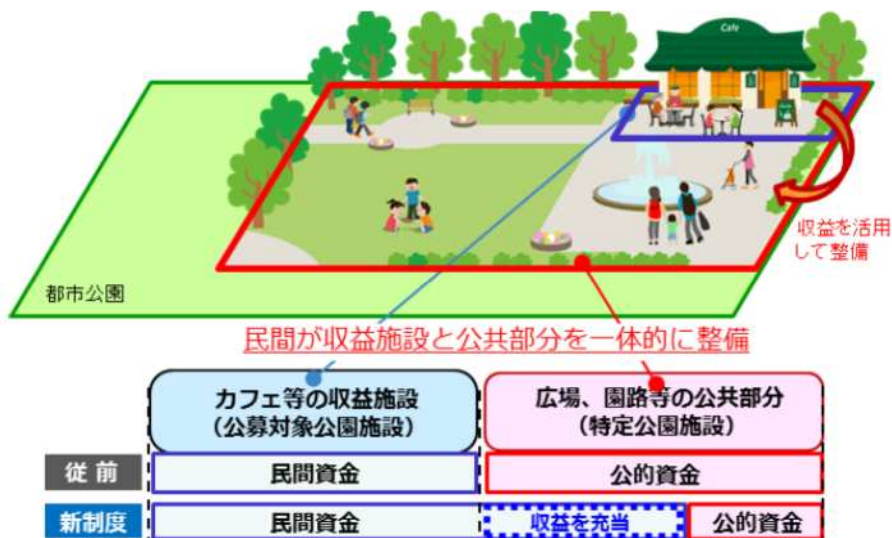 Cafe
収益を活用
して整備
都市公園
民間が収益施設と公共部分を一体的に整備
カフェ等の収益施設
（公募対象公園施設）
広場、園路等の公共部分
（特定公園施設）
従前
民間資金
公的資金
新制度
民間資金
収益を充当
公的資金